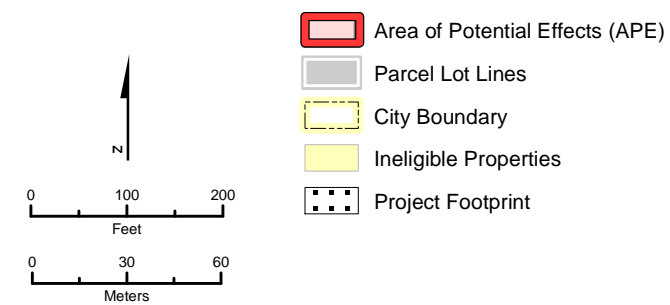 Area of Potential Effects (APE)
Parcel Lot Lines
City Boundary
Ineligible Properties
Project Footprint
N
0 100 200
Feet
0 30 60
Meters